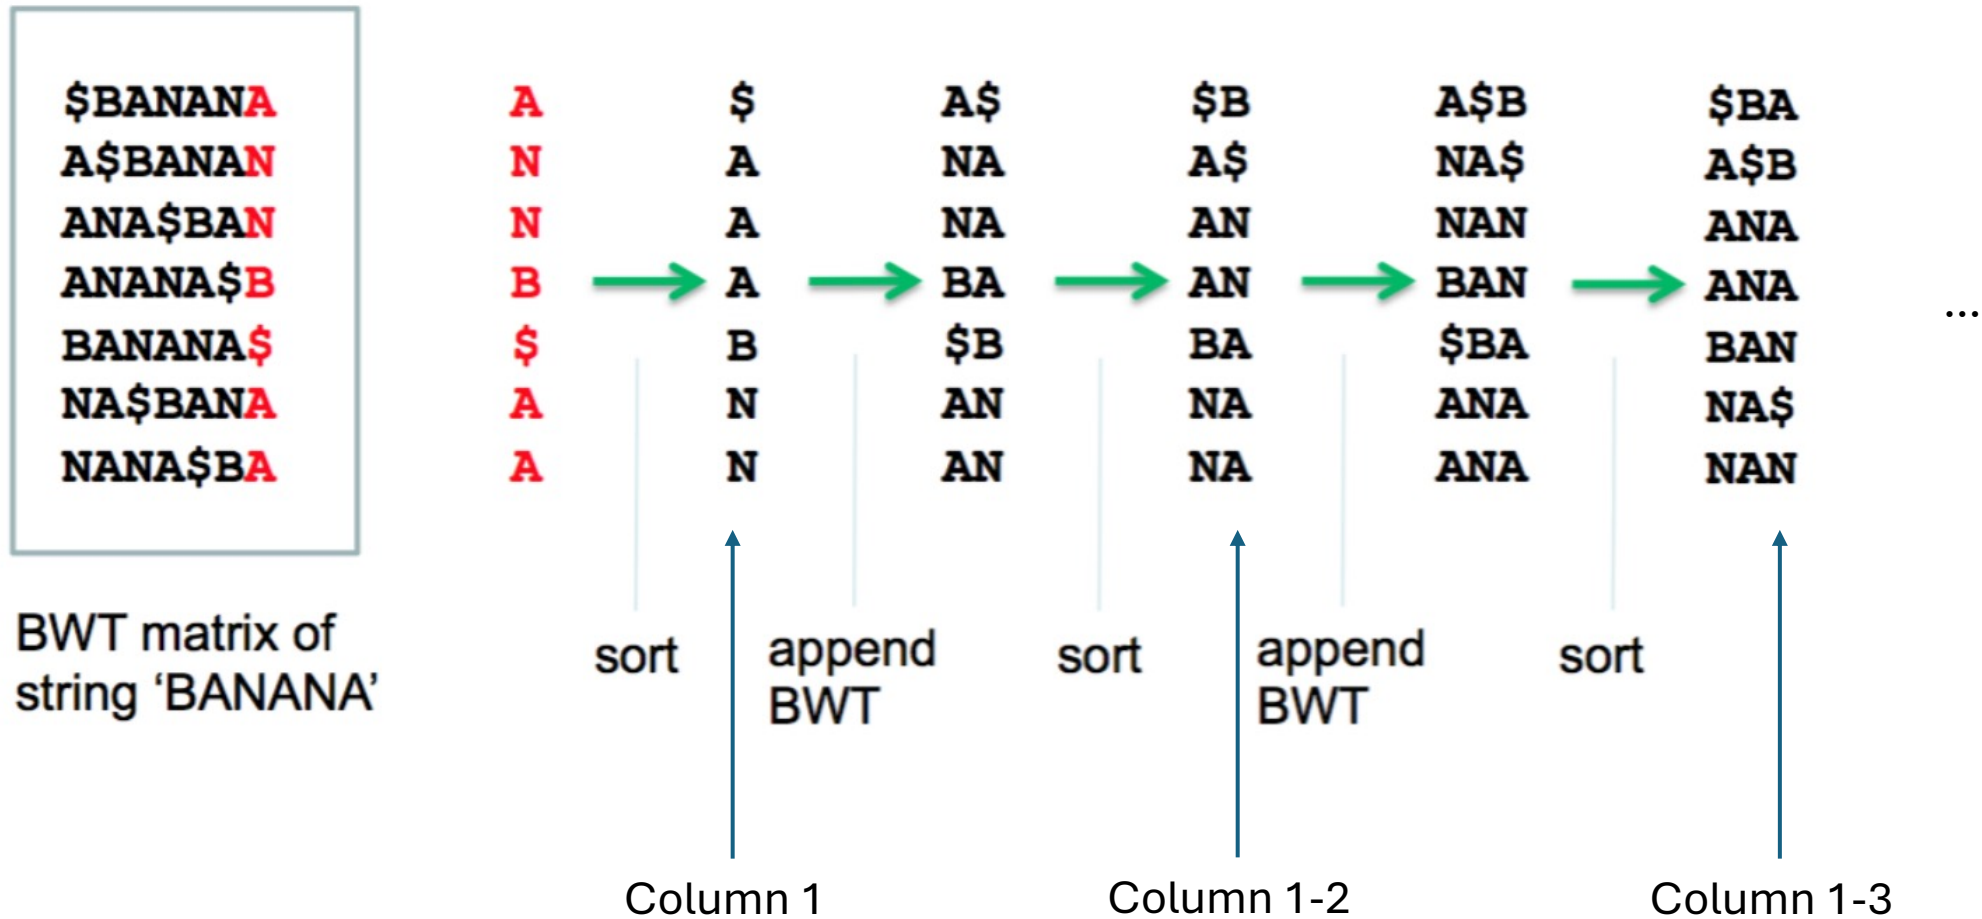 $BANANA A $ A$ $B A$B $BA
A$BANAN N A NA A$ NA$ A$B
ANA$BAN N A NA AN NAN ANA
ANANA$B B A BA AN BAN ANA
...
BANANA$ $ B $B BA $BA BAN
NA$BANA A N AN NA ANA NA$
NANA$BA A N AN NA ANA NAN
BWT matrix of
string ‘BANANA’
sort
append
BWT
sort
append
BWT
sort
Column 1
Column 1-2
Column 1-3